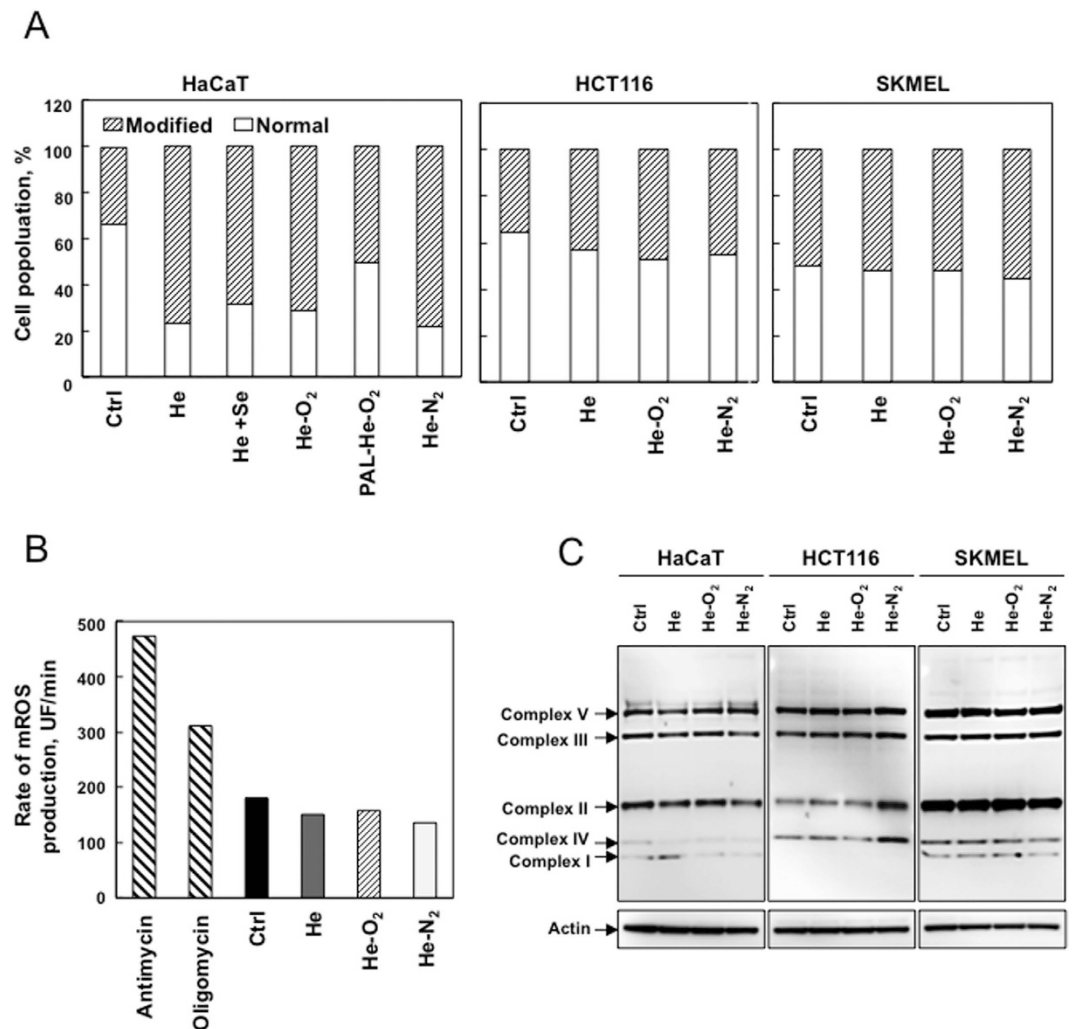 A
HaCaT
HCT116
SKMEL
120
100
80
60
40
20
0
Cell popoluation, %
Modified
Normal
Ctrl
He
He +Se
He-O2
PAL-He-O2
He-N2
Ctrl
He
He-O2
He-N2
Ctrl
He
He-O2
He-N2
B
500
400
300
200
100
0
Rate of mROS
production, UF/min
Antimycin
Oligomycin
Ctrl
He
He-O2
He-N2
C
HaCaT
HCT116
SKMEL
Ctrl
He
He-O2
He-N2
Ctrl
He
He-O2
He-N2
Ctrl
He
He-O2
He-N2
Complex V
Complex III
Complex II
Complex IV
Complex I
Actin